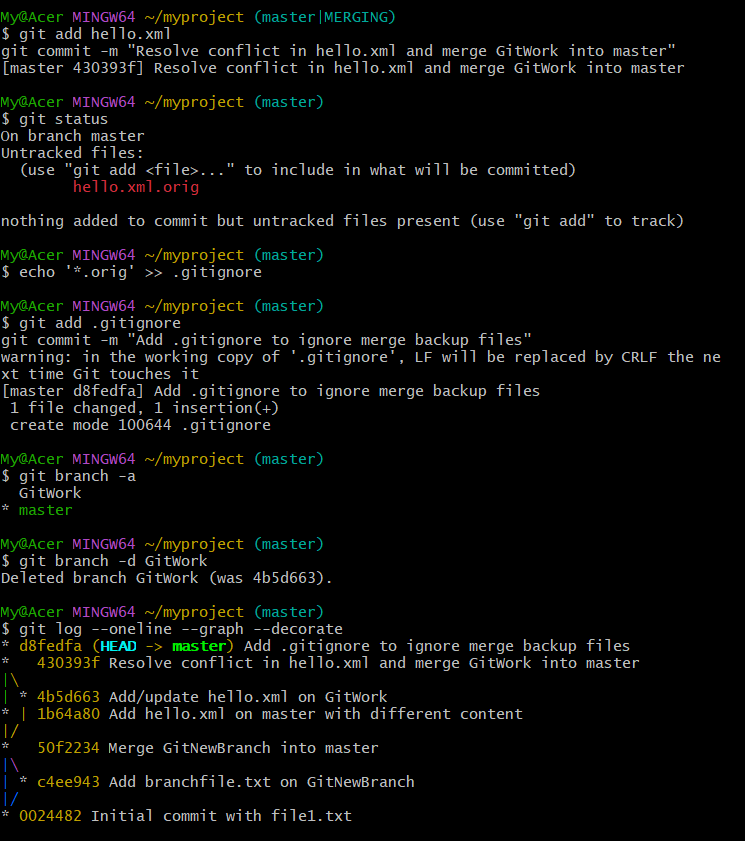 My@Acer MINGW64 ~/myproject (master|MERGING)
$ git add hello.xml
git commit -m "Resolve conflict in hello.xml and merge GitWork into master"
[master 430393f] Resolve conflict in hello.xml and merge GitWork into master

My@Acer MINGW64 ~/myproject (master)
$ git status
On branch master
Untracked files:
  (use "git add <file>..." to include in what will be committed)
        hello.xml.orig

nothing added to commit but untracked files present (use "git add" to track)

My@Acer MINGW64 ~/myproject (master)
$ echo '*.orig' >> .gitignore

My@Acer MINGW64 ~/myproject (master)
$ git add .gitignore
git commit -m "Add .gitignore to ignore merge backup files"
warning: in the working copy of '.gitignore', LF will be replaced by CRLF the ne
xt time Git touches it
[master d8fedfa] Add .gitignore to ignore merge backup files
 1 file changed, 1 insertion(+)
 create mode 100644 .gitignore

My@Acer MINGW64 ~/myproject (master)
$ git branch -a
  GitWork
* master

My@Acer MINGW64 ~/myproject (master)
$ git branch -d GitWork
Deleted branch GitWork (was 4b5d663).

My@Acer MINGW64 ~/myproject (master)
$ git log --oneline --graph --decorate
* d8fedfa (HEAD -> master) Add .gitignore to ignore merge backup files
*   430393f Resolve conflict in hello.xml and merge GitWork into master
|\
| * 4b5d663 Add/update hello.xml on GitWork
* | 1b64a80 Add hello.xml on master with different content
|/
*   50f2234 Merge GitNewBranch into master
|\
| * c4ee943 Add branchfile.txt on GitNewBranch
|/
* 0024482 Initial commit with file1.txt